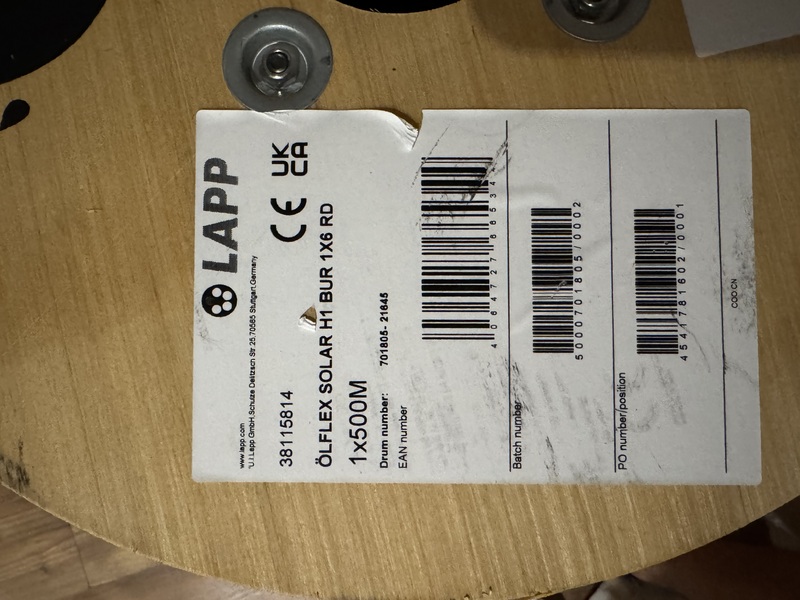 LAPP
www.lapp.com
*U.I. Lapp GmbH,Schulze Delitzsch Str 25,70565 Stuttgart,Germany
CE UK CA
38115814
ÖLFLEX SOLAR H1 BUR 1X6 RD
1x500M
Drum number: 701805- 21645
EAN number
4064727766534
Batch number
5000701805/0002
PO number/position
4541781602/0001
COO:CN